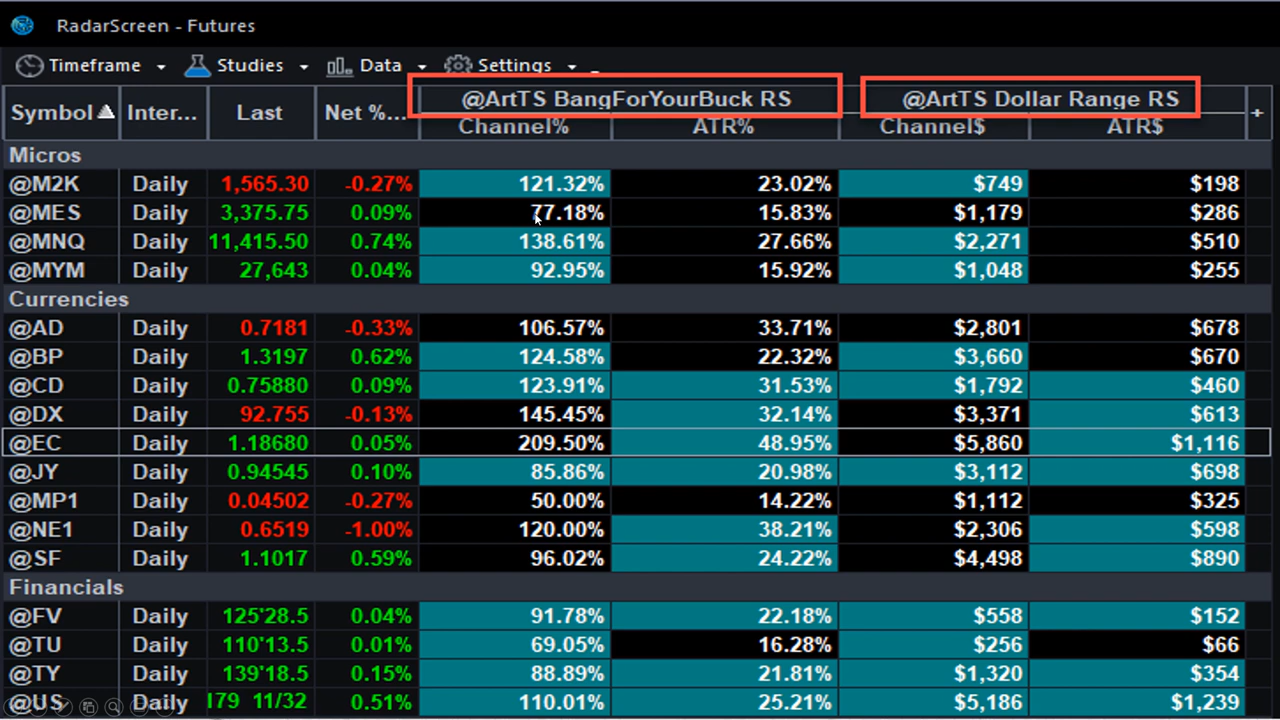 RadarScreen - Futures
Timeframe Studies Data Settings
@ArtTS BangForYourBuck RS @ArtTS Dollar Range RS
Symbol Inter... Last Net %... Channel% ATR% Channel$ ATR$ +
Micros
@M2K Daily 1,565.30 -0.27% 121.32% 23.02% $749 $198
@MES Daily 3,375.75 0.09% 77.18% 15.83% $1,179 $286
@MNQ Daily 11,415.50 0.74% 138.61% 27.66% $2,271 $510
@MYM Daily 27,643 0.04% 92.95% 15.92% $1,048 $255
Currencies
@AD Daily 0.7181 -0.33% 106.57% 33.71% $2,801 $678
@BP Daily 1.3197 0.62% 124.58% 22.32% $3,660 $670
@CD Daily 0.75880 0.09% 123.91% 31.53% $1,792 $460
@DX Daily 92.755 -0.13% 145.45% 32.14% $3,371 $613
@EC Daily 1.18680 0.05% 209.50% 48.95% $5,860 $1,116
@JY Daily 0.94545 0.10% 85.86% 20.98% $3,112 $698
@MP1 Daily 0.04502 -0.27% 50.00% 14.22% $1,112 $325
@NE1 Daily 0.6519 -1.00% 120.00% 38.21% $2,306 $598
@SF Daily 1.1017 0.59% 96.02% 24.22% $4,498 $890
Financials
@FV Daily 125'28.5 0.04% 91.78% 22.18% $558 $152
@TU Daily 110'13.5 0.01% 69.05% 16.28% $256 $66
@TY Daily 139'18.5 0.15% 88.89% 21.81% $1,320 $354
@US Daily 179 11/32 0.51% 110.01% 25.21% $5,186 $1,239